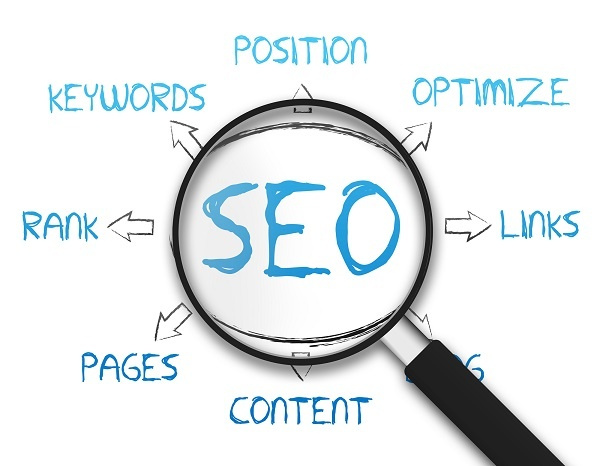 POSITION
KEYWORDS
OPTIMIZE
SEO
RANK
LINKS
PAGES
CONTENT